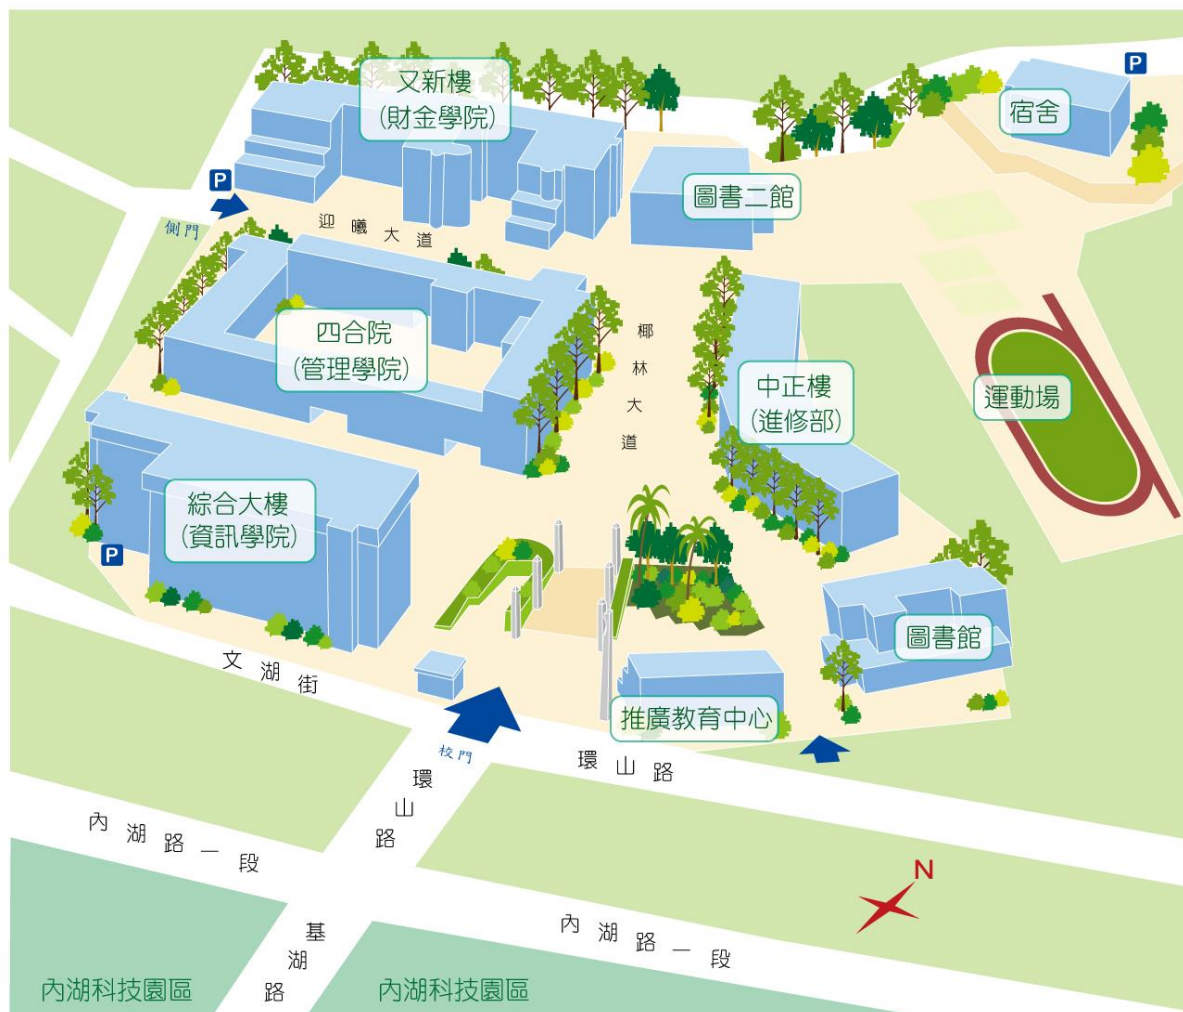 又新樓
(財金學院)
P
宿舍
圖書二館
P
側門
迎曦大道
四合院
(管理學院)
椰林大道
中正樓
(進修部)
運動場
綜合大樓
(資訊學院)
P
圖書館
文湖街
推廣教育中心
校門
環山路
環山路
內湖路一段
N
基湖路
內湖路一段
內湖科技園區
內湖科技園區